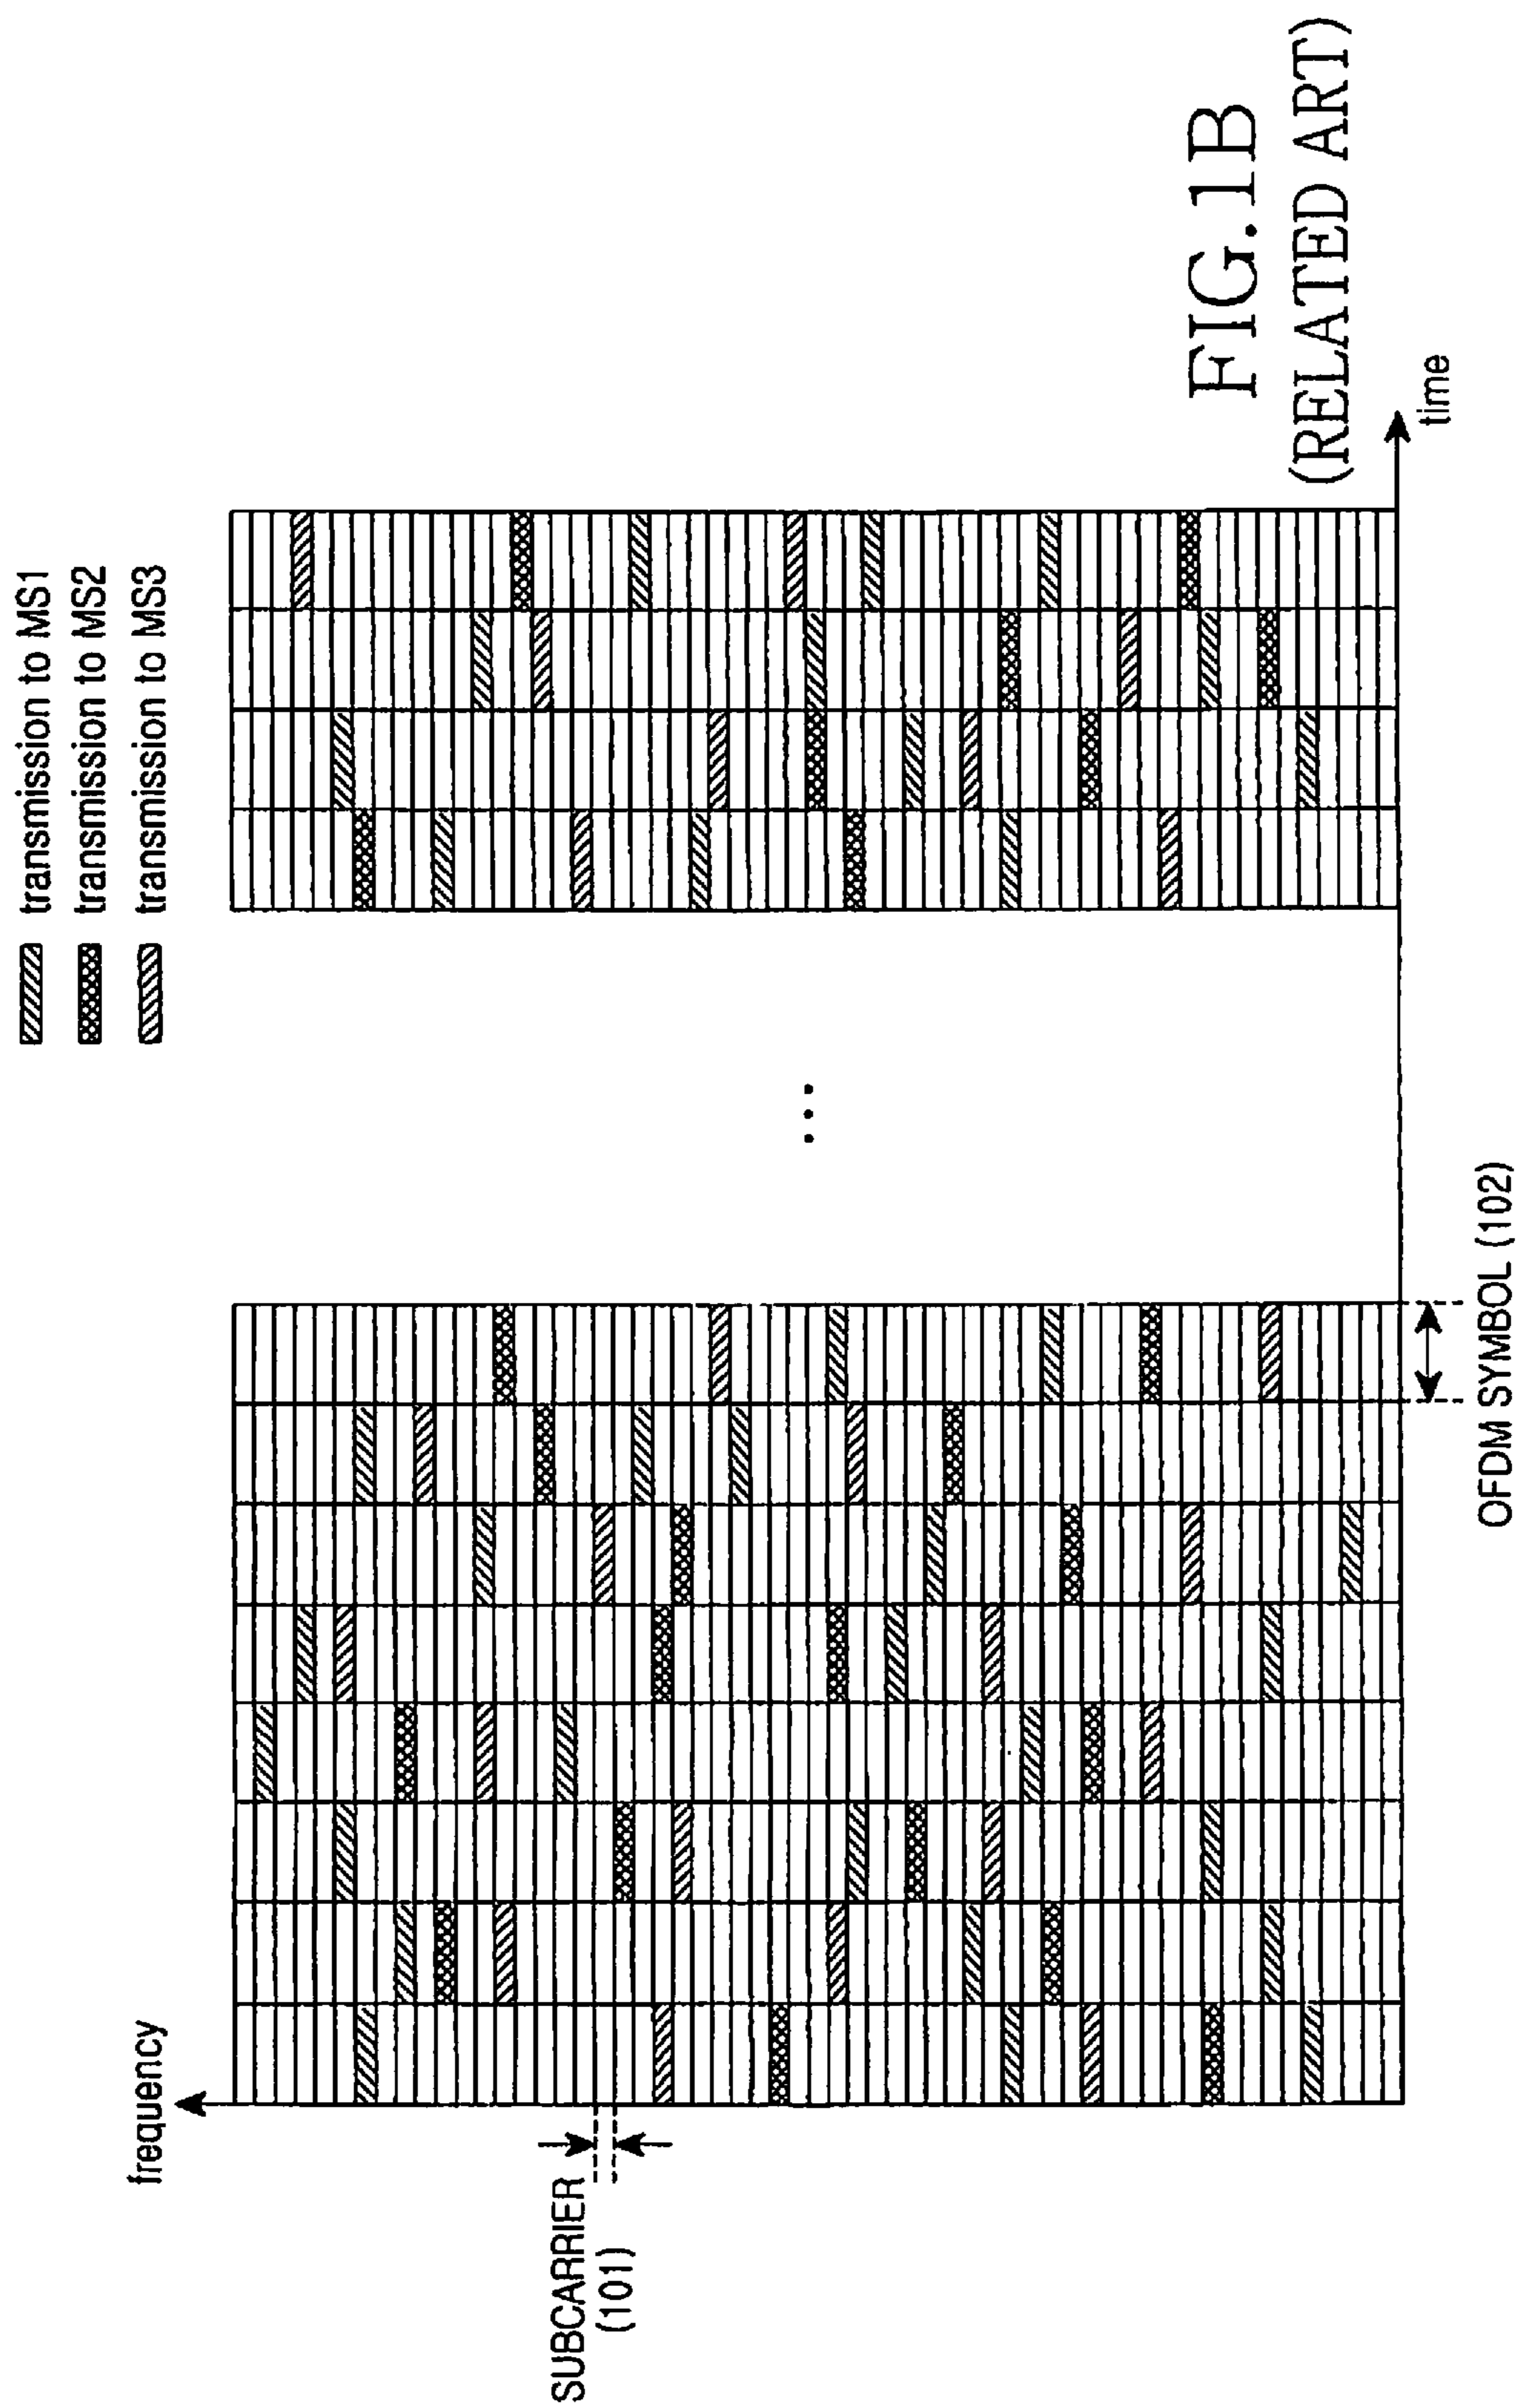 transmission to MS1
transmission to MS2
transmission to MS3
frequency
SUBCARRIER
(101)
...
OFDM SYMBOL (102)
time
FIG.1B
(RELATED ART)